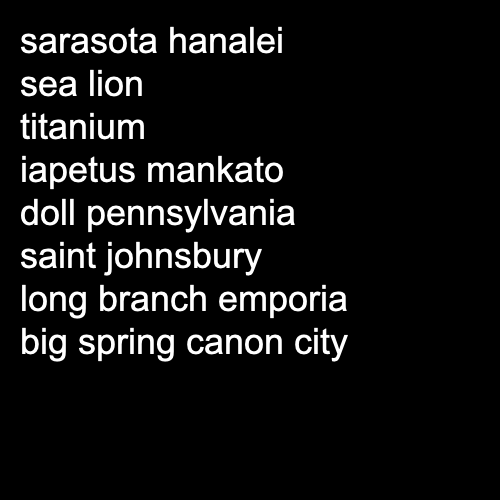 sarasota hanalei
sea lion
titanium
iapetus mankato
doll pennsylvania
saint johnsbury
long branch emporia
big spring canon city